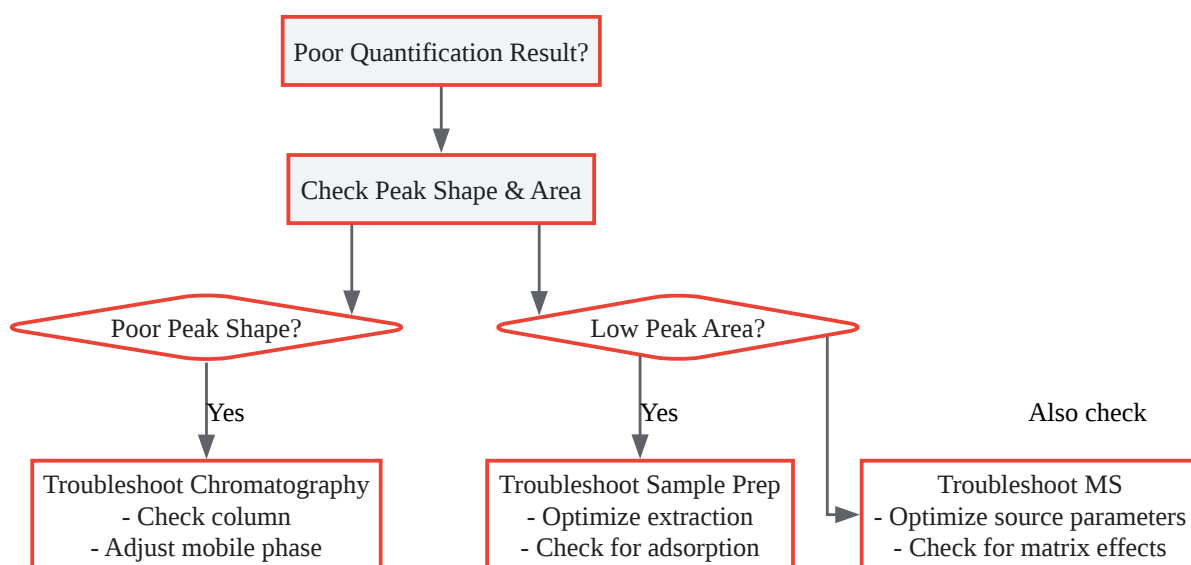 Poor Quantification Result?
Check Peak Shape & Area
Poor Peak Shape?
Low Peak Area?
Yes
Yes
Also check
Troubleshoot Chromatography
- Check column
- Adjust mobile phase
Troubleshoot Sample Prep
- Optimize extraction
- Check for adsorption
Troubleshoot MS
- Optimize source parameters
- Check for matrix effects